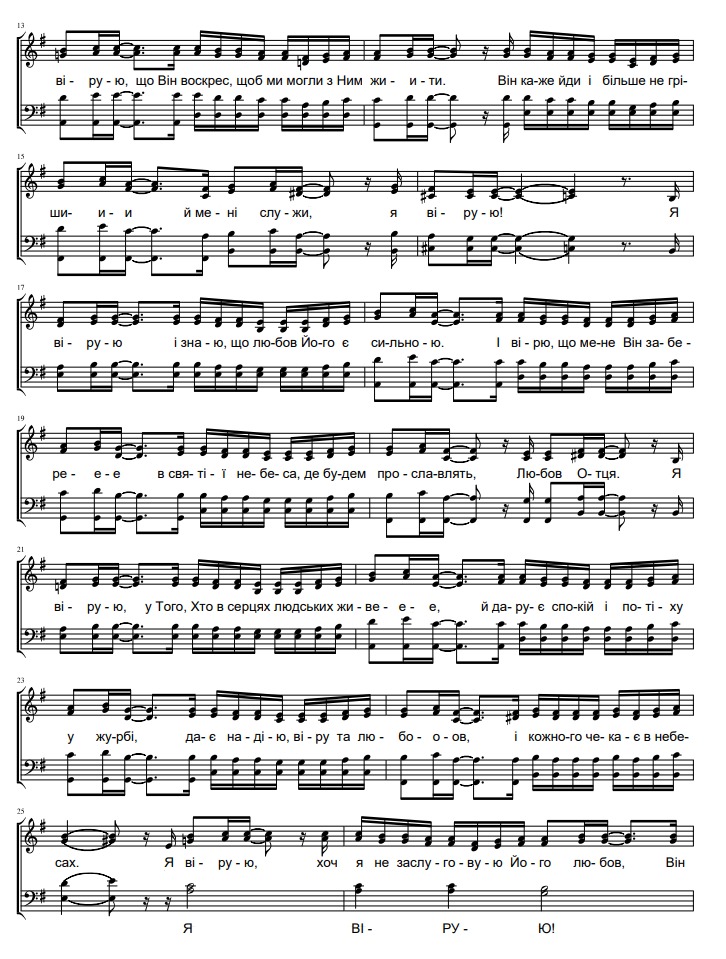 13
ві - ру - ю, що Він воскрес, щоб ми могли з Ним жи - и - ти. Він ка-же йди і більше не грі-
15
ши- и - и й ме - ні слу - жи, я ві - ру - ю! Я
17
ві - ру - ю і зна - ю, що лю-бов Йо-го є си-льно - ю. І ві - рю, що ме-не Він за-бе-
19
ре - е - е в свя-ті - ї не-бе-са, де бу-дем про - сла-влять, Лю-бов О-тця. Я
21
ві - ру - ю, у Того, Хто в серцях людських жи-ве - е - е, й да-ру - є спо-кій і по-ті - ху
23
у жу-рбі, да-є на-ді-ю, ві-ру та лю - бо - о - ов, і кожно-го че-ка-є в небе-
25
сах. Я ві - ру - ю, хоч я не заслу-го-ву-ю Йо - го лю-бов, Він
Я ВІ - РУ - Ю!